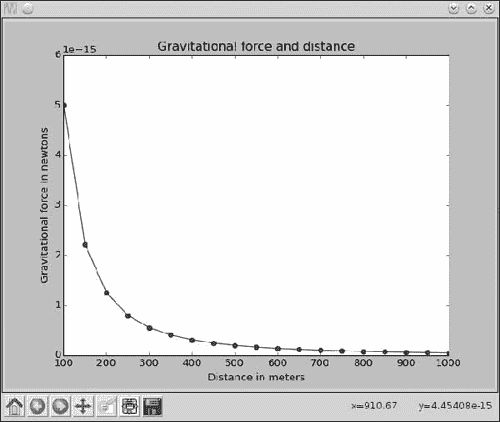 Gravitational force and distance
1e−15
Gravitational force in newtons
6
5
4
3
2
1
0
100 200 300 400 500 600 700 800 900 1000
Distance in meters
x=910.67 y=4.45408e-15